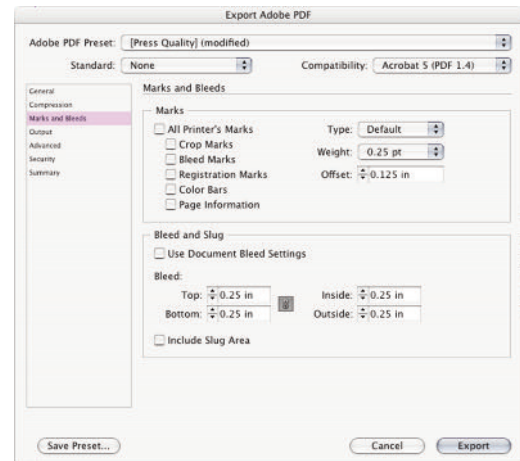 Export Adobe PDF
Adobe PDF Preset: [Press Quality] (modified)
Standard: None Compatibility: Acrobat 5 (PDF 1.4)
General
Compression
Marks and Bleeds
Output
Advanced
Security
Summary
Marks and Bleeds
Marks
All Printer's Marks
Crop Marks
Bleed Marks
Registration Marks
Color Bars
Page Information
Type: Default
Weight: 0.25 pt
Offset: 0.125 in
Bleed and Slug
Use Document Bleed Settings
Bleed:
Top: 0.25 in Inside: 0.25 in
Bottom: 0.25 in Outside: 0.25 in
Include Slug Area
Save Preset... Cancel Export